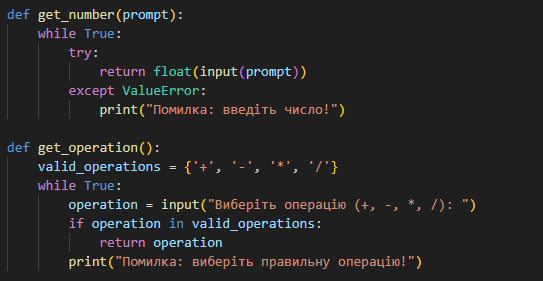 def get_number(prompt):
    while True:
        try:
            return float(input(prompt))
        except ValueError:
            print("Помилка: введіть число!")

def get_operation():
    valid_operations = {'+', '-', '*', '/'}
    while True:
        operation = input("Виберіть операцію (+, -, *, /): ")
        if operation in valid_operations:
            return operation
        print("Помилка: виберіть правильну операцію!")